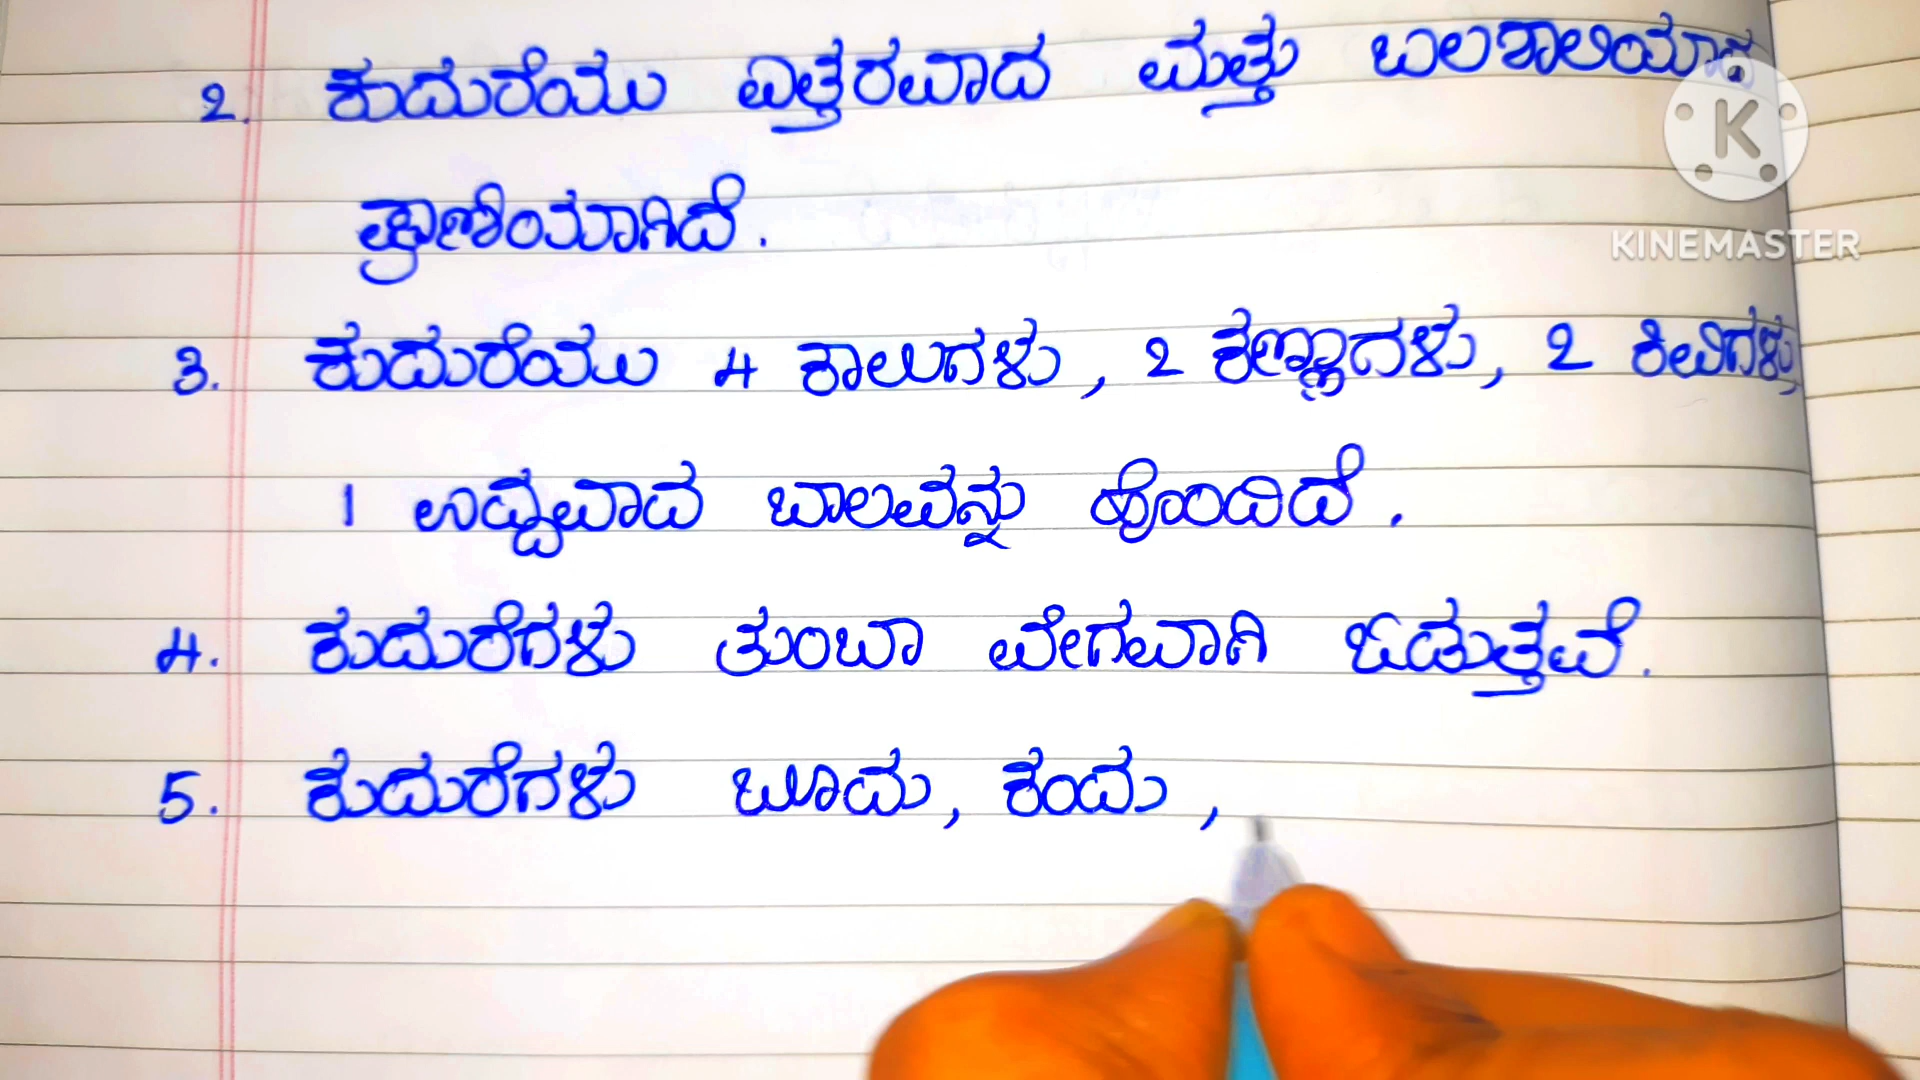 2. ಕುದುರೆಯು ಎತ್ತರವಾದ ಮತ್ತು ಬಲಶಾಲಿಯಾದ
ಪ್ರಾಣಿಯಾಗಿದೆ.
3. ಕುದುರೆಯು 4 ಕಾಲುಗಳು, 2 ಕಣ್ಣುಗಳು, 2 ಕಿವಿಗಳು,
1 ಉದ್ದವಾದ ಬಾಲವನ್ನು ಹೊಂದಿದೆ.
4. ಕುದುರೆಗಳು ತುಂಬಾ ವೇಗವಾಗಿ ಓಡುತ್ತವೆ.
5. ಕುದುರೆಗಳು ಬೂದು, ಕಂದು,
K
KINEMASTER